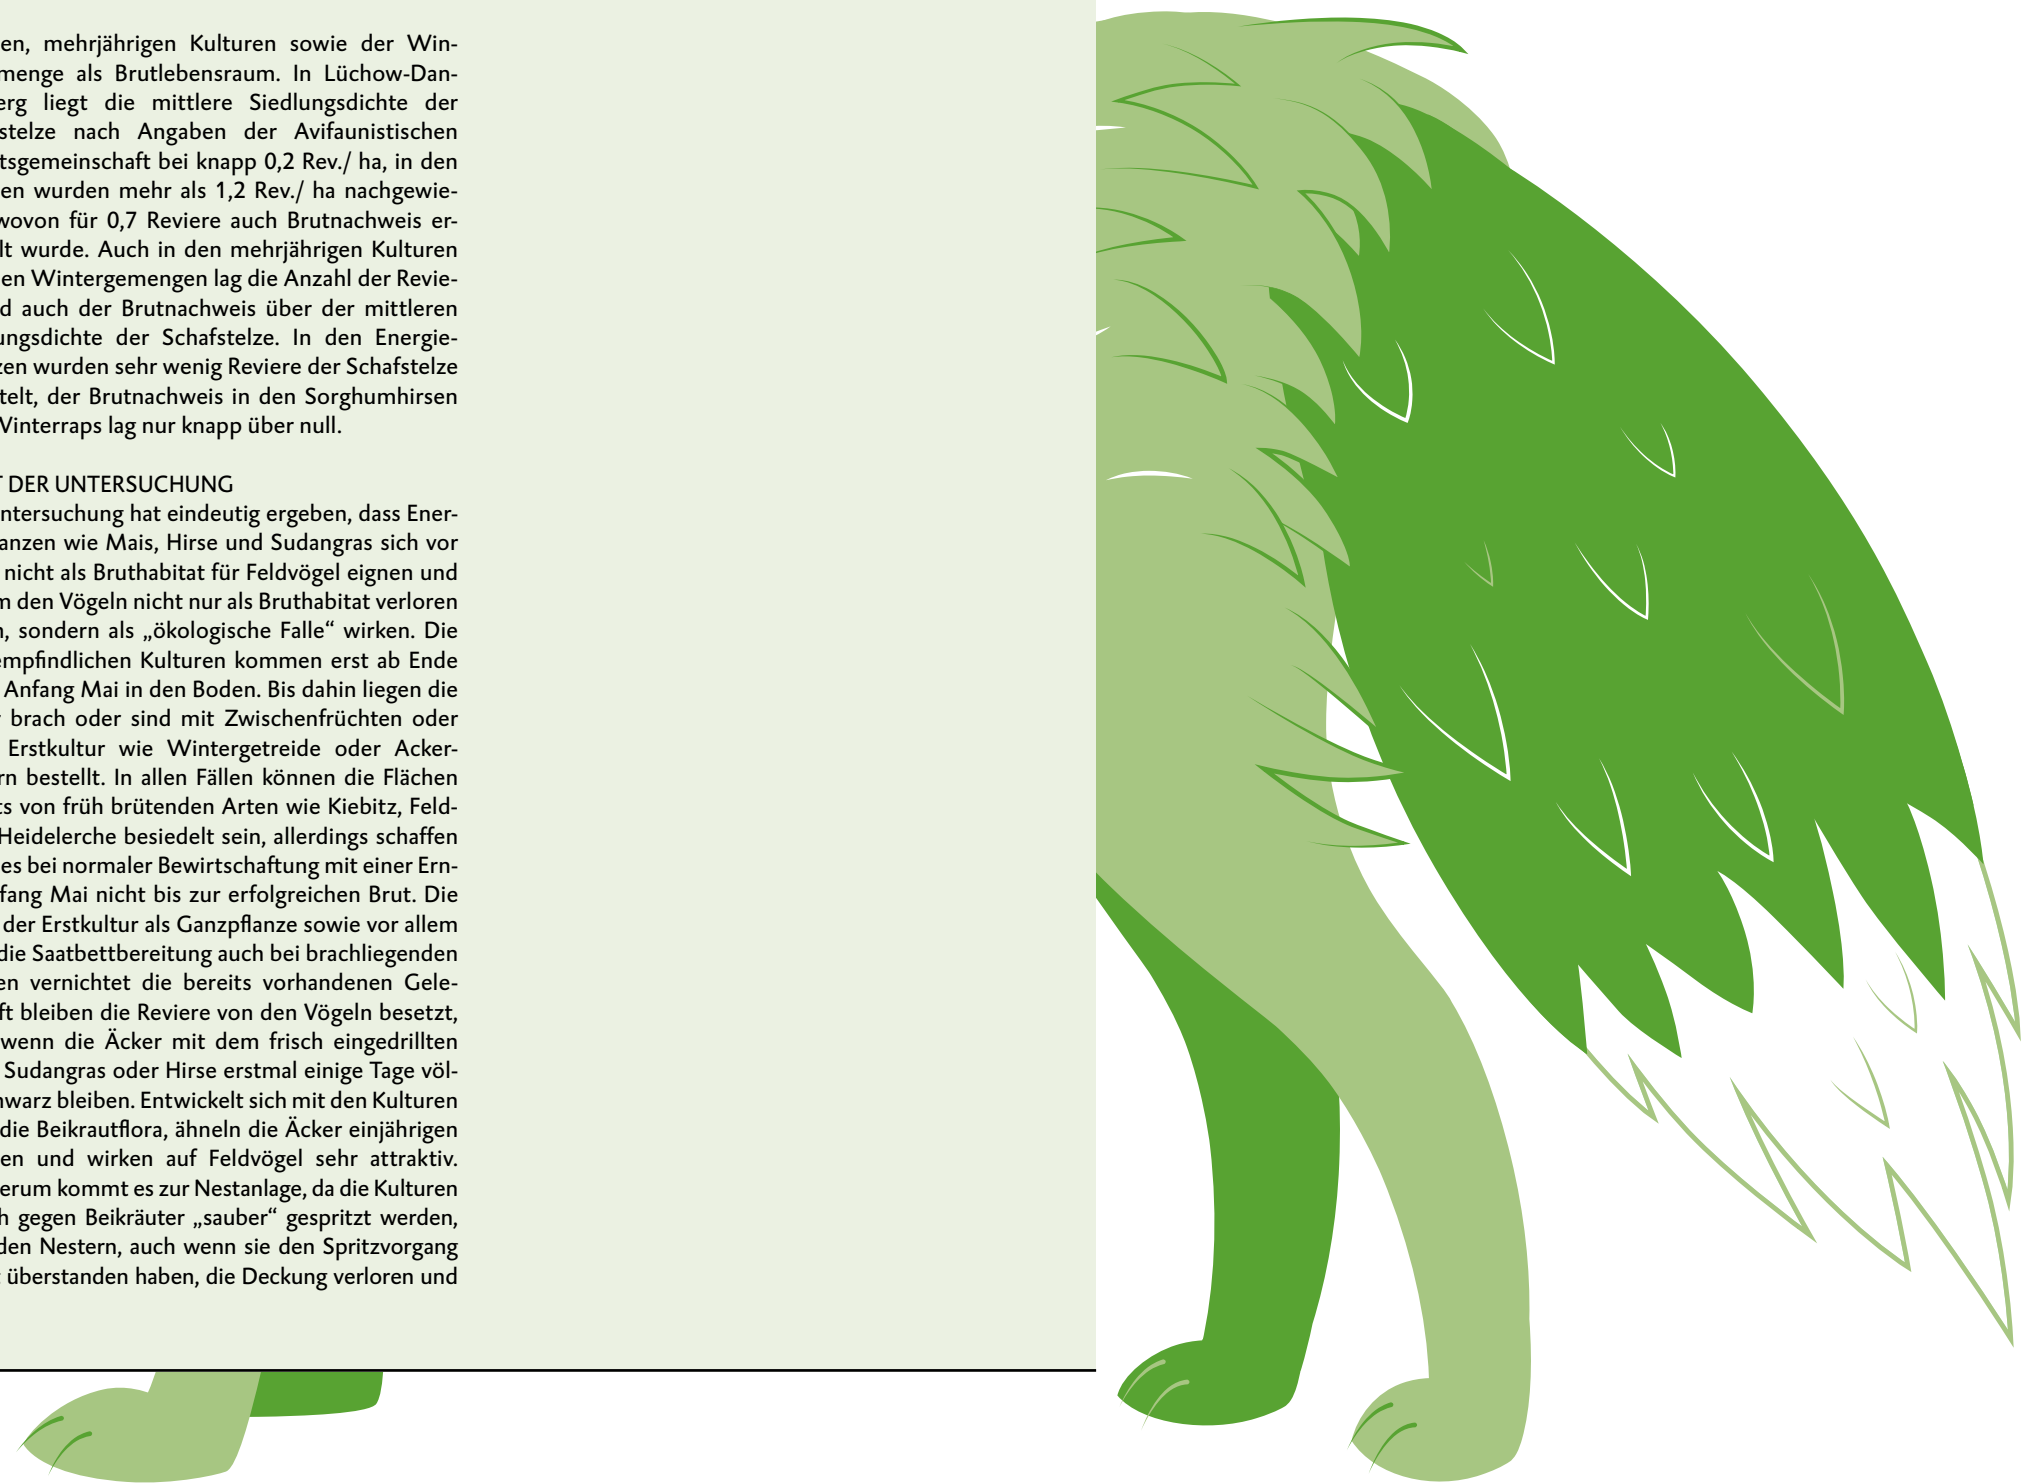 en, mehrjährigen Kulturen sowie der Win-
menge als Brutlebensraum. In Lüchow-Dan-
erg liegt die mittlere Siedlungsdichte der
stelze nach Angaben der Avifaunistischen
tsgemeinschaft bei knapp 0,2 Rev./ ha, in den
en wurden mehr als 1,2 Rev./ ha nachgewie-
wovon für 0,7 Reviere auch Brutnachweis er-
lt wurde. Auch in den mehrjährigen Kulturen
en Wintergemengen lag die Anzahl der Revie-
d auch der Brutnachweis über der mittleren
ungsdichte der Schafstelze. In den Energie-
zen wurden sehr wenig Reviere der Schafstelze
telt, der Brutnachweis in den Sorghumhirsen
Winterraps lag nur knapp über null.
T DER UNTERSUCHUNG
ntersuchung hat eindeutig ergeben, dass Ener-
anzen wie Mais, Hirse und Sudangras sich vor
nicht als Bruthabitat für Feldvögel eignen und
m den Vögeln nicht nur als Bruthabitat verloren
n, sondern als „ökologische Falle“ wirken. Die
empfindlichen Kulturen kommen erst ab Ende
Anfang Mai in den Boden. Bis dahin liegen die
r brach oder sind mit Zwischenfrüchten oder
Erstkultur wie Wintergetreide oder Acker-
rn bestellt. In allen Fällen können die Flächen
ts von früh brütenden Arten wie Kiebitz, Feld-
Heidelerche besiedelt sein, allerdings schaffen
es bei normaler Bewirtschaftung mit einer Ern-
nfang Mai nicht bis zur erfolgreichen Brut. Die
der Erstkultur als Ganzpflanze sowie vor allem
die Saatbettbereitung auch bei brachliegenden
en vernichtet die bereits vorhandenen Gele-
ft bleiben die Reviere von den Vögeln besetzt,
wenn die Äcker mit dem frisch eingedrillten
Sudangras oder Hirse erstmal einige Tage völ-
hwarz bleiben. Entwickelt sich mit den Kulturen
die Beikrautflora, ähneln die Äcker einjährigen
en und wirken auf Feldvögel sehr attraktiv.
erum kommt es zur Nestanlage, da die Kulturen
h gegen Beikräuter „sauber“ gespritzt werden,
den Nestern, auch wenn sie den Spritzvorgang
t überstanden haben, die Deckung verloren und